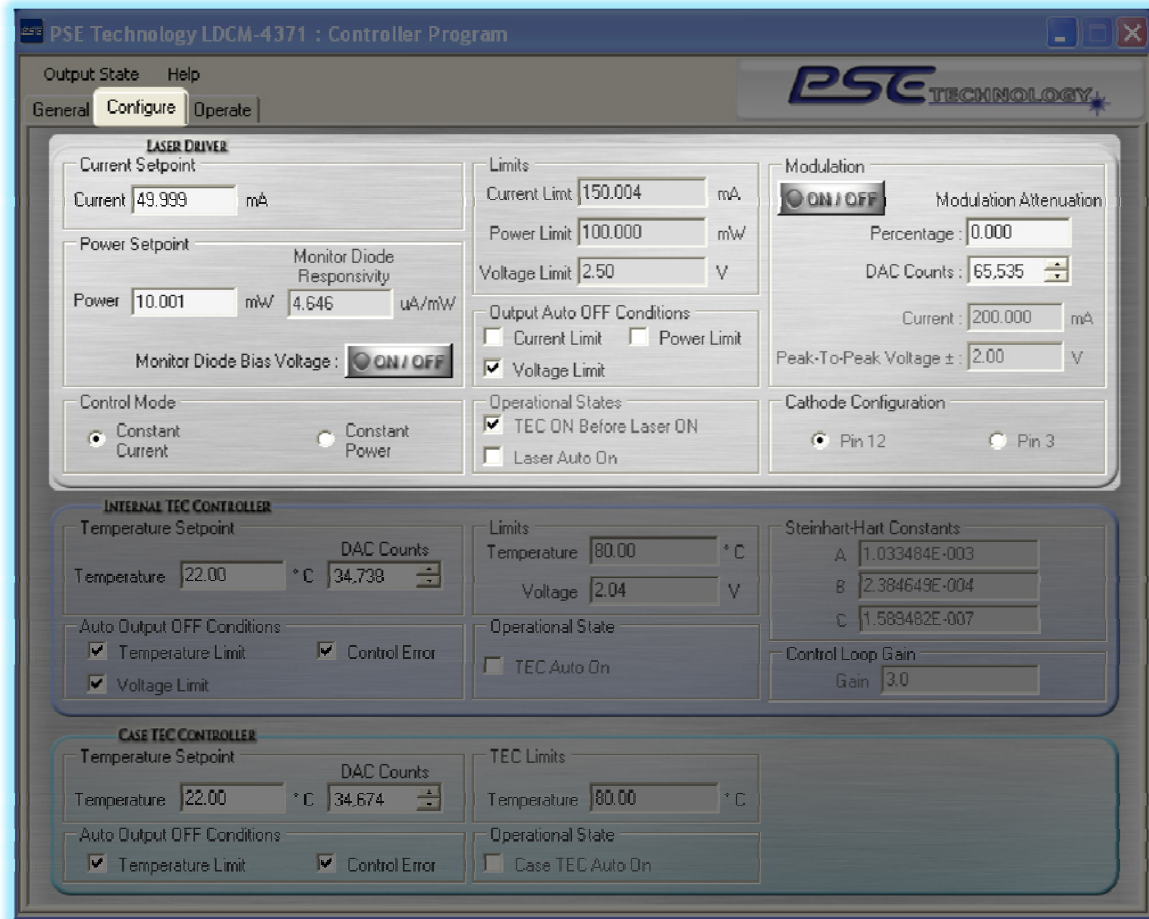 PSE Technology LDCM-4371 : Controller Program
Output State Help
PSE TECHNOLOGY
General Configure Operate
LASER DRIVER
Current Setpoint
Current 49.999 mA
Power Setpoint
Monitor Diode
Responsivity
Power 10.001 mW 4.646 uA/mW
Monitor Diode Bias Voltage : ON / OFF
Control Mode
Constant Current
Constant Power
Limits
Current Limt 150.004 mA
Power Limit 100.000 mW
Voltage Limit 2.50 V
Output Auto OFF Conditions
Current Limit Power Limit
Voltage Limit
Operational States
TEC ON Before Laser ON
Laser Auto On
Modulation
ON / OFF Modulation Attenuation
Percentage : 0.000
DAC Counts : 65,535
Current : 200.000 mA
Peak-To-Peak Voltage ± : 2.00 V
Cathode Configuration
Pin 12 Pin 3
INTERNAL TEC CONTROLLER
Temperature Setpoint
DAC Counts
Temperature 22.00 ° C 34,738
Auto Output OFF Conditions
Temperature Limit Control Error
Voltage Limit
Limits
Temperature 80.00 ° C
Voltage 2.04 V
Operational State
TEC Auto On
Steinhart-Hart Constants
A 1.033484E-003
B 2.384649E-004
C 1.589482E-007
Control Loop Gain
Gain 3.0
CASE TEC CONTROLLER
Temperature Setpoint
DAC Counts
Temperature 22.00 ° C 34,674
Auto Output OFF Conditions
Temperature Limit Control Error
TEC Limits
Temperature 80.00 ° C
Operational State
Case TEC Auto On